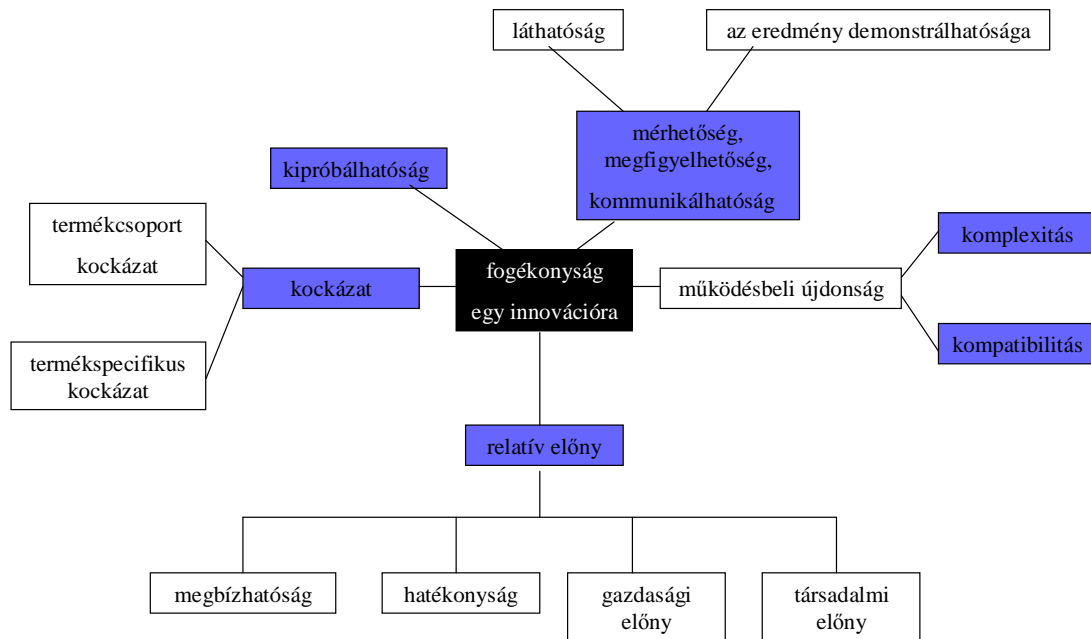 láthatóság
az eredmény demonstrálhatósága
mérhetőség,
megfigyelhetőség,
kommunikálhatóság
kipróbálhatóság
termékcsoport
kockázat
kockázat
fogékonyság
egy innovációra
működésbeli újdonság
komplexitás
kompatibilitás
termékspecifikus
kockázat
relatív előny
megbízhatóság
hatékonyság
gazdasági
előny
társadalmi
előny